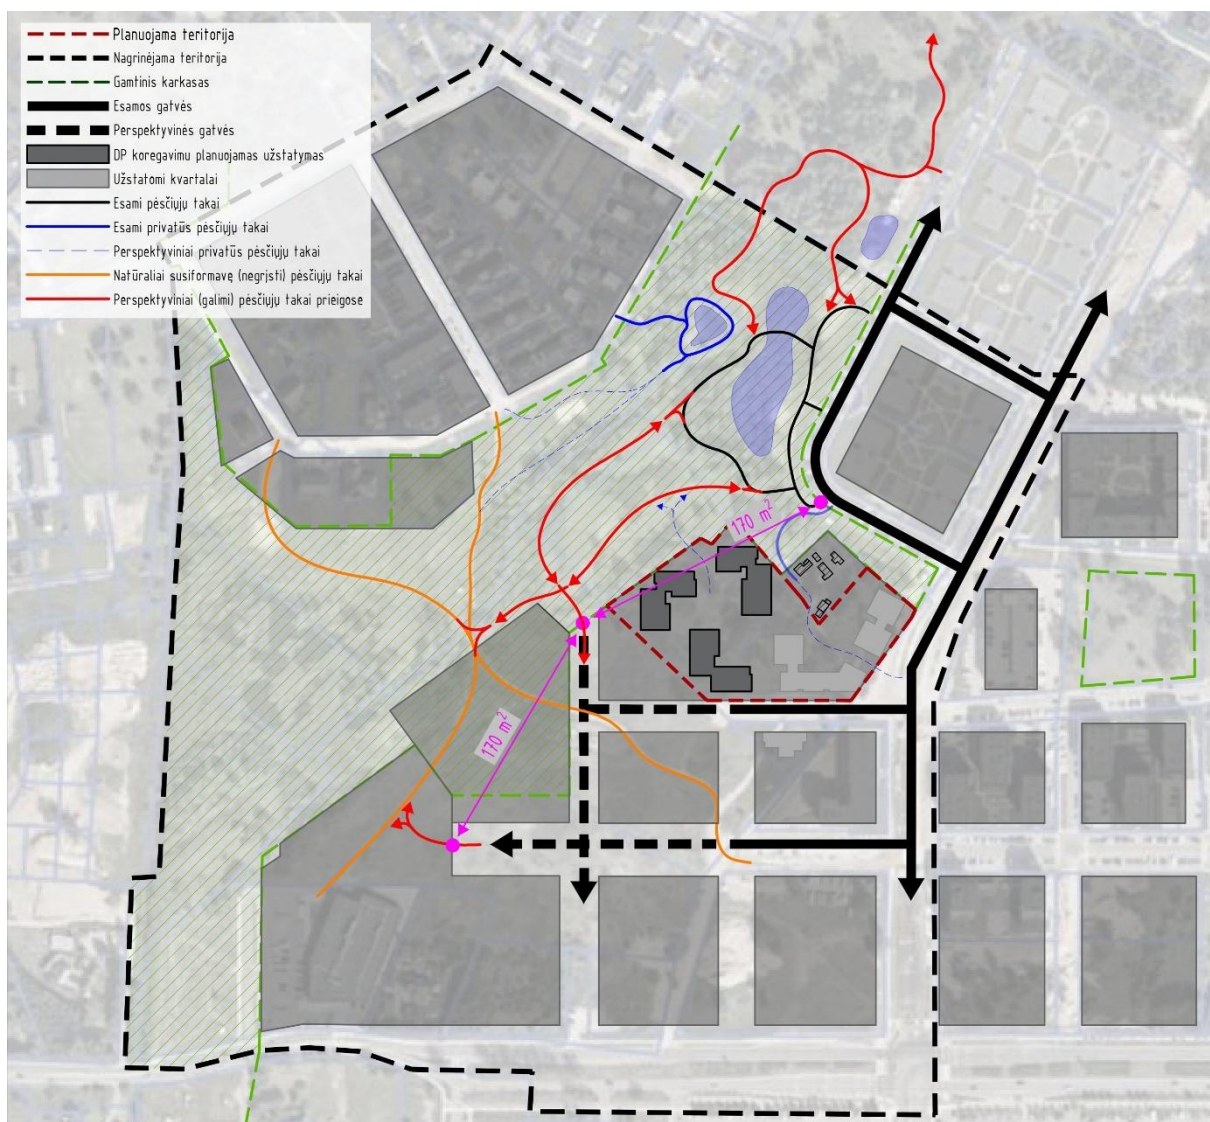 Planuojama teritorija
Nagrinėjama teritorija
Gamtinis karkasas
Esamos gatvės
Perspektyvinės gatvės
DP koregavimu planuojamas užstatymas
Užstatomi kvartalai
Esami pėsčiųjų takai
Esami privatūs pėsčiųjų takai
Perspektyviniai privatūs pėsčiųjų takai
Natūraliai susiformavę (negrįsti) pėsčiųjų takai
Perspektyviniai (galimi) pėsčiųjų takai prieigose
170 m²
170 m²